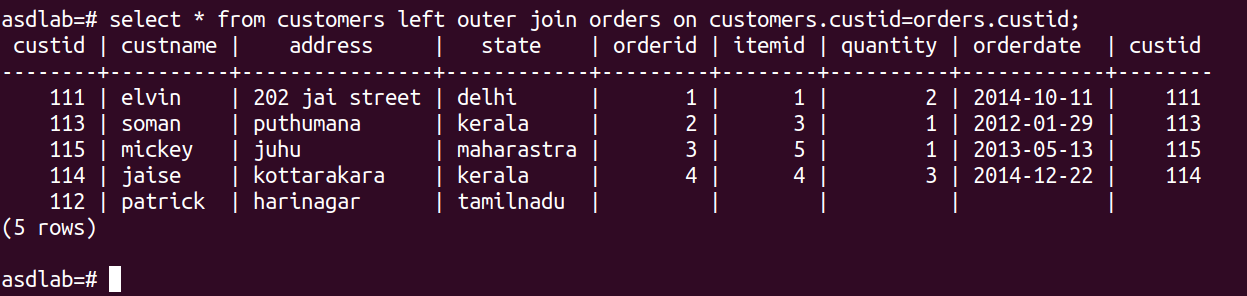 asdlab=# select * from customers left outer join orders on customers.custid=orders.custid;
 custid | custname |    address     |   state    | orderid | itemid | quantity | orderdate  | custid
--------+----------+----------------+------------+---------+--------+----------+------------+--------
    111 | elvin    | 202 jai street | delhi      |       1 |      1 |        2 | 2014-10-11 |    111
    113 | soman    | puthumana      | kerala     |       2 |      3 |        1 | 2012-01-29 |    113
    115 | mickey   | juhu           | maharastra |       3 |      5 |        1 | 2013-05-13 |    115
    114 | jaise    | kottarakara    | kerala     |       4 |      4 |        3 | 2014-12-22 |    114
    112 | patrick  | harinagar      | tamilnadu  |         |        |          |            |
(5 rows)
asdlab=#